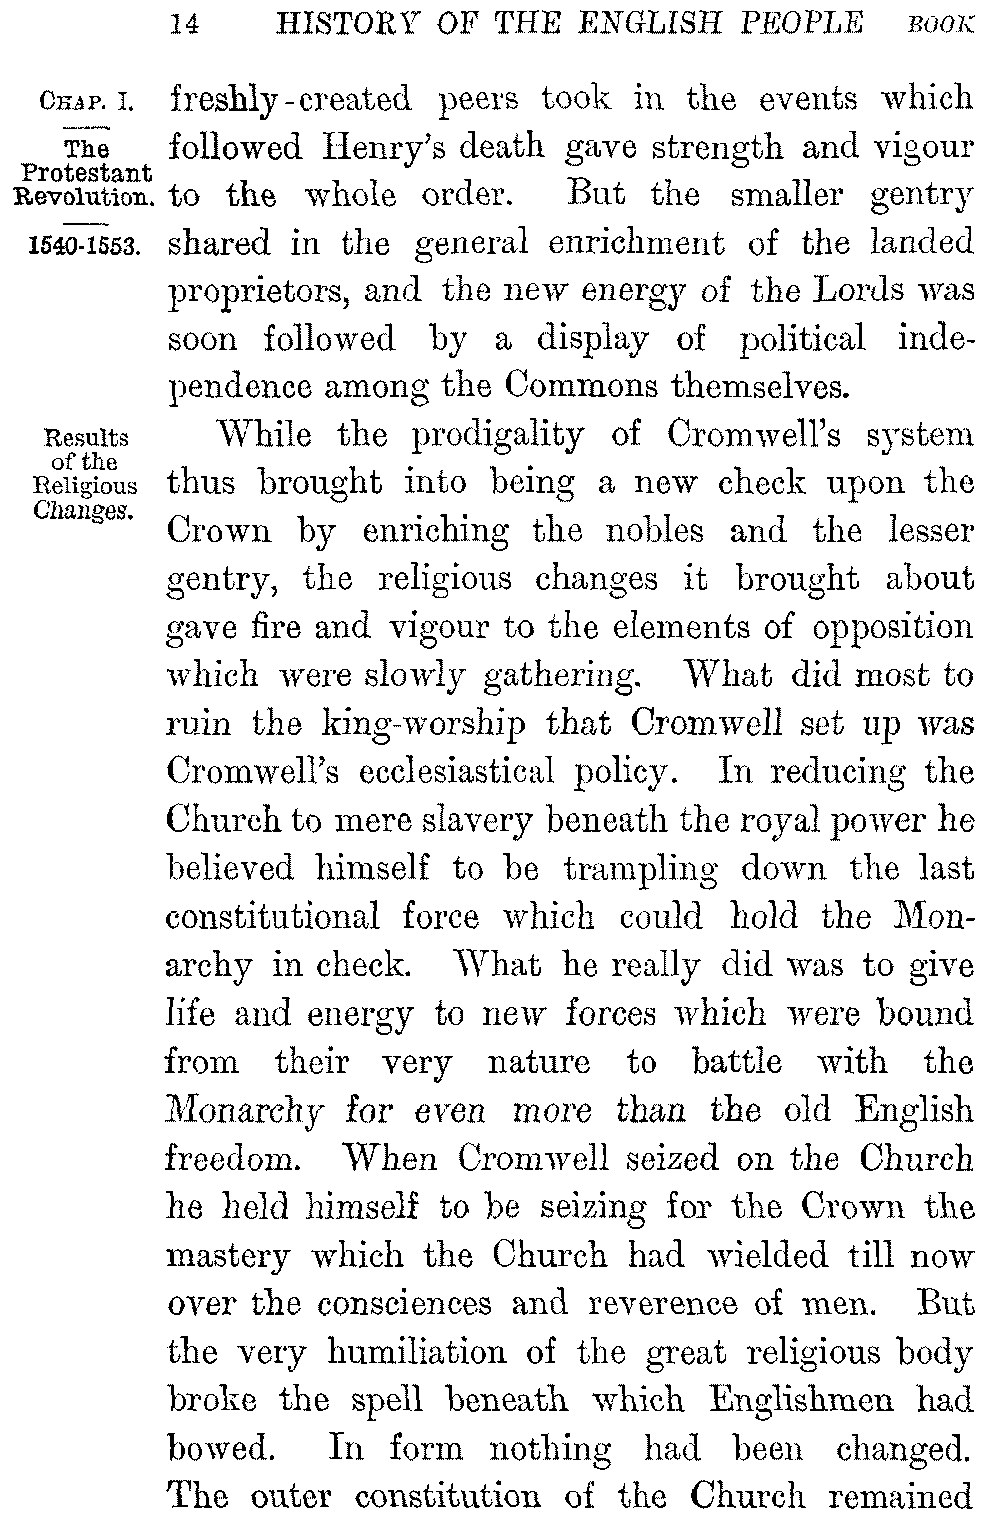 14 HISTORY OF THE ENGLISH PEOPLE BOOK
CHAP. I.
The
Protestant
Revolution.
1540-1553.
freshly-created peers took in the events which
followed Henry's death gave strength and vigour
to the whole order. But the smaller gentry
shared in the general enrichment of the landed
proprietors, and the new energy of the Lords was
soon followed by a display of political inde-
pendence among the Commons themselves.
Results
of the
Religious
Changes.
While the prodigality of Cromwell's system
thus brought into being a new check upon the
Crown by enriching the nobles and the lesser
gentry, the religious changes it brought about
gave fire and vigour to the elements of opposition
which were slowly gathering. What did most to
ruin the king-worship that Cromwell set up was
Cromwell's ecclesiastical policy. In reducing the
Church to mere slavery beneath the royal power he
believed himself to be trampling down the last
constitutional force which could hold the Mon-
archy in check. What he really did was to give
life and energy to new forces which were bound
from their very nature to battle with the
Monarchy for even more than the old English
freedom. When Cromwell seized on the Church
he held himself to be seizing for the Crown the
mastery which the Church had wielded till now
over the consciences and reverence of men. But
the very humiliation of the great religious body
broke the spell beneath which Englishmen had
bowed. In form nothing had been changed.
The outer constitution of the Church remained